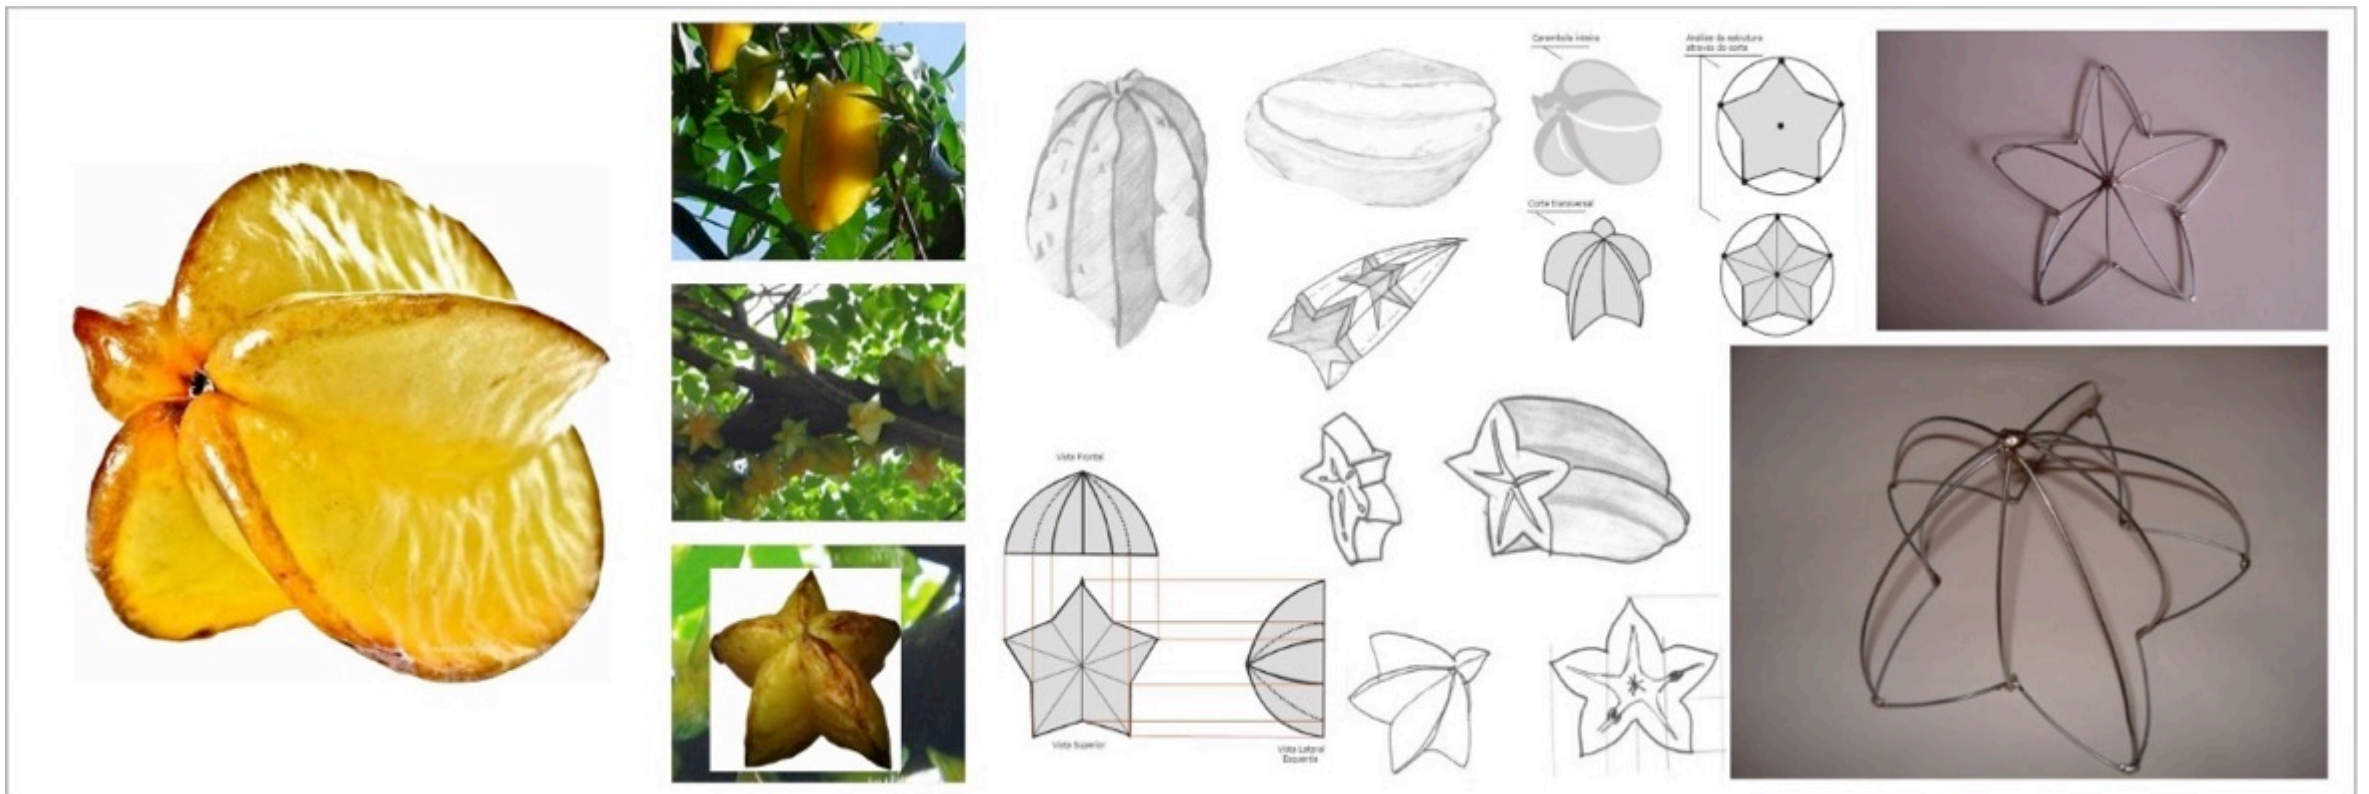 Carambola inteira
Análise da estrutura
através do corte
Corte transversal
Vista Frontal
Vista Superior
Vista Lateral
Esquerda